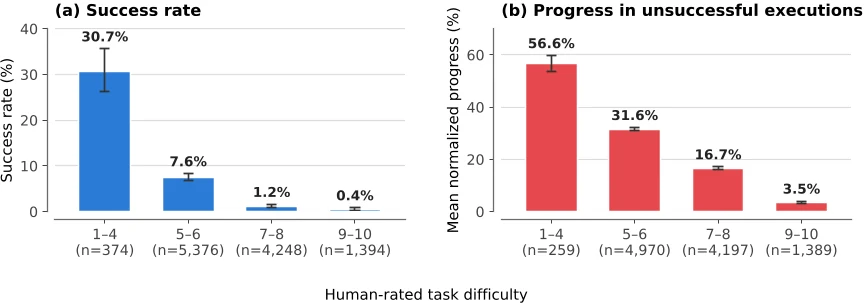 (a) Success rate
Success rate (%)
40
30
20
10
0
30.7%
7.6%
1.2%
0.4%
1–4
(n=374)
5–6
(n=5,376)
7–8
(n=4,248)
9–10
(n=1,394)
(b) Progress in unsuccessful executions
Mean normalized progress (%)
60
40
20
0
56.6%
31.6%
16.7%
3.5%
1–4
(n=259)
5–6
(n=4,970)
7–8
(n=4,197)
9–10
(n=1,389)
Human-rated task difficulty